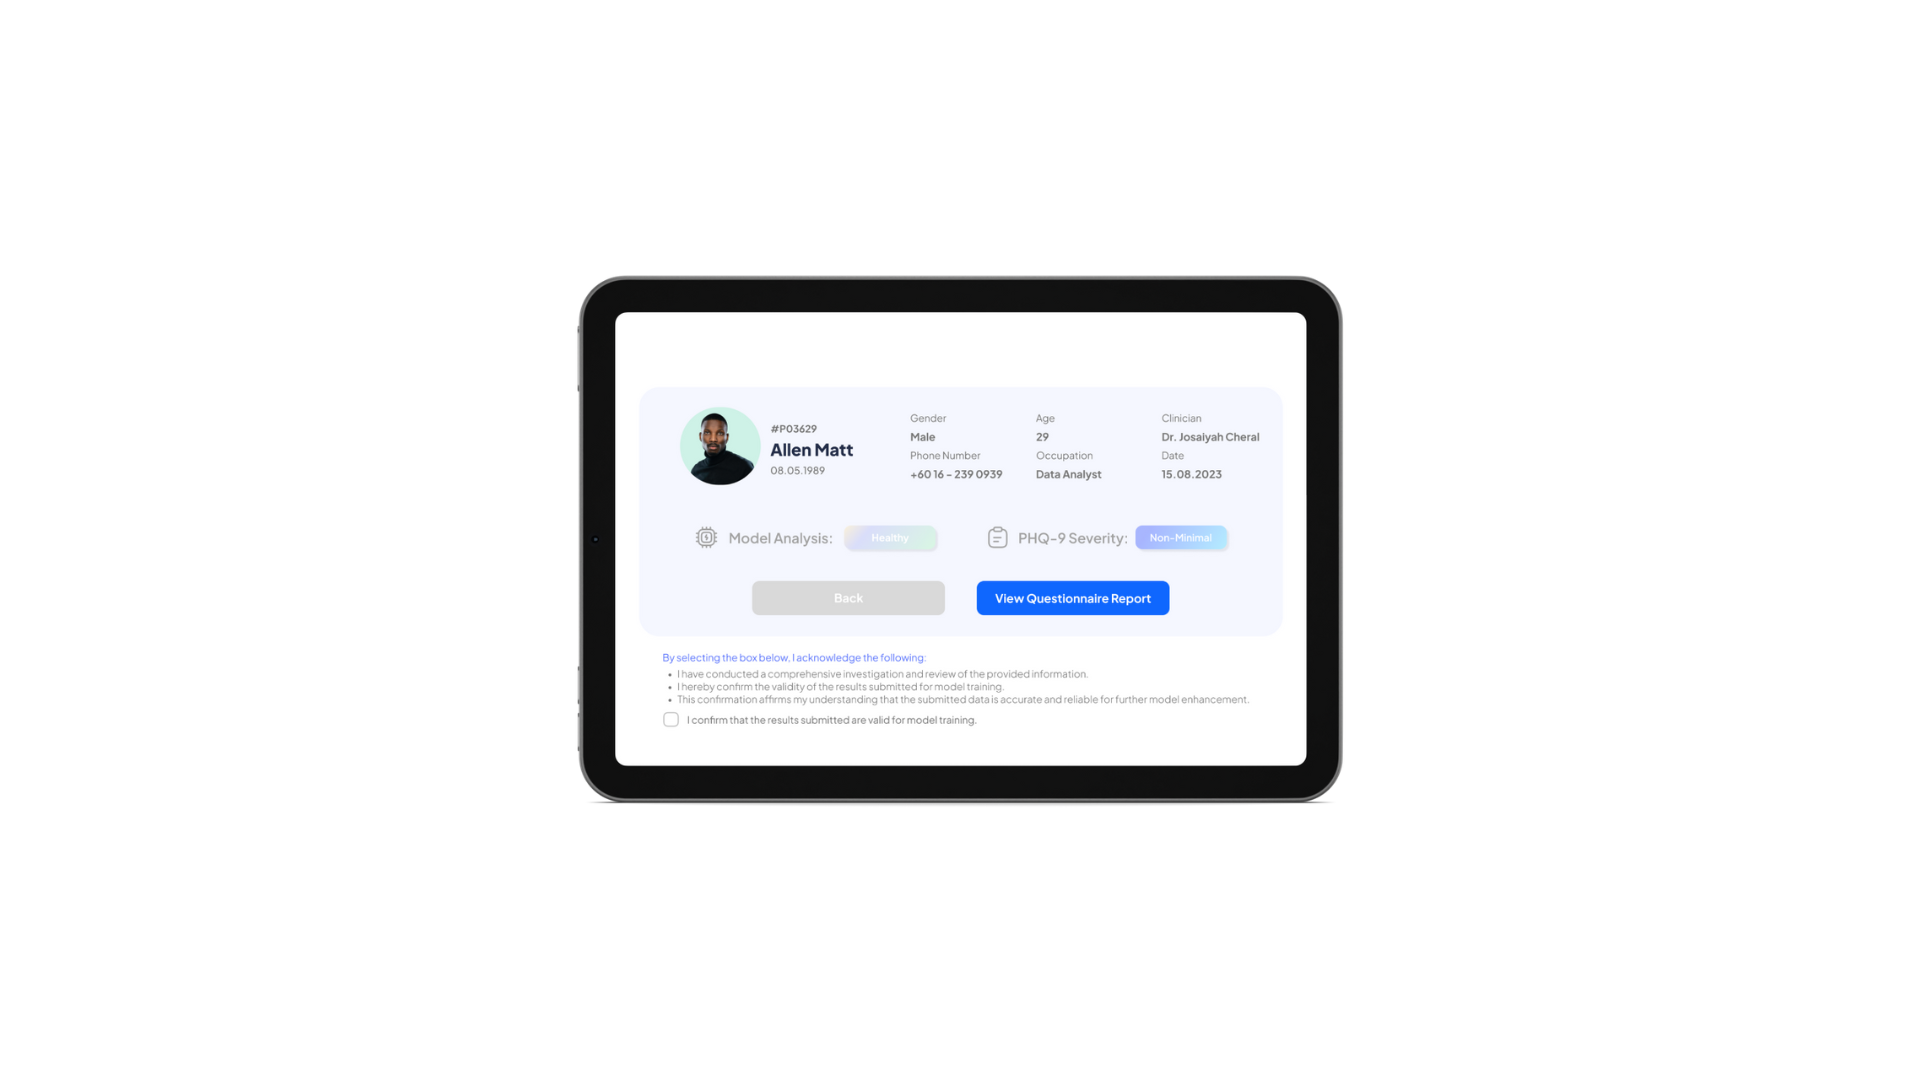 #P03629
Allen Matt
08.05.1989
Gender
Male
Phone Number
+60 16 - 239 0939
Age
29
Occupation
Data Analyst
Clinician
Dr. Josaiyah Cheral
Date
15.08.2023
Model Analysis: Healthy
PHQ-9 Severity: Non-Minimal
Back
View Questionnaire Report
By selecting the box below, I acknowledge the following:
• I have conducted a comprehensive investigation and review of the provided information.
• I hereby confirm the validity of the results submitted for model training.
• This confirmation affirms my understanding that the submitted data is accurate and reliable for further model enhancement.
I confirm that the results submitted are valid for model training.